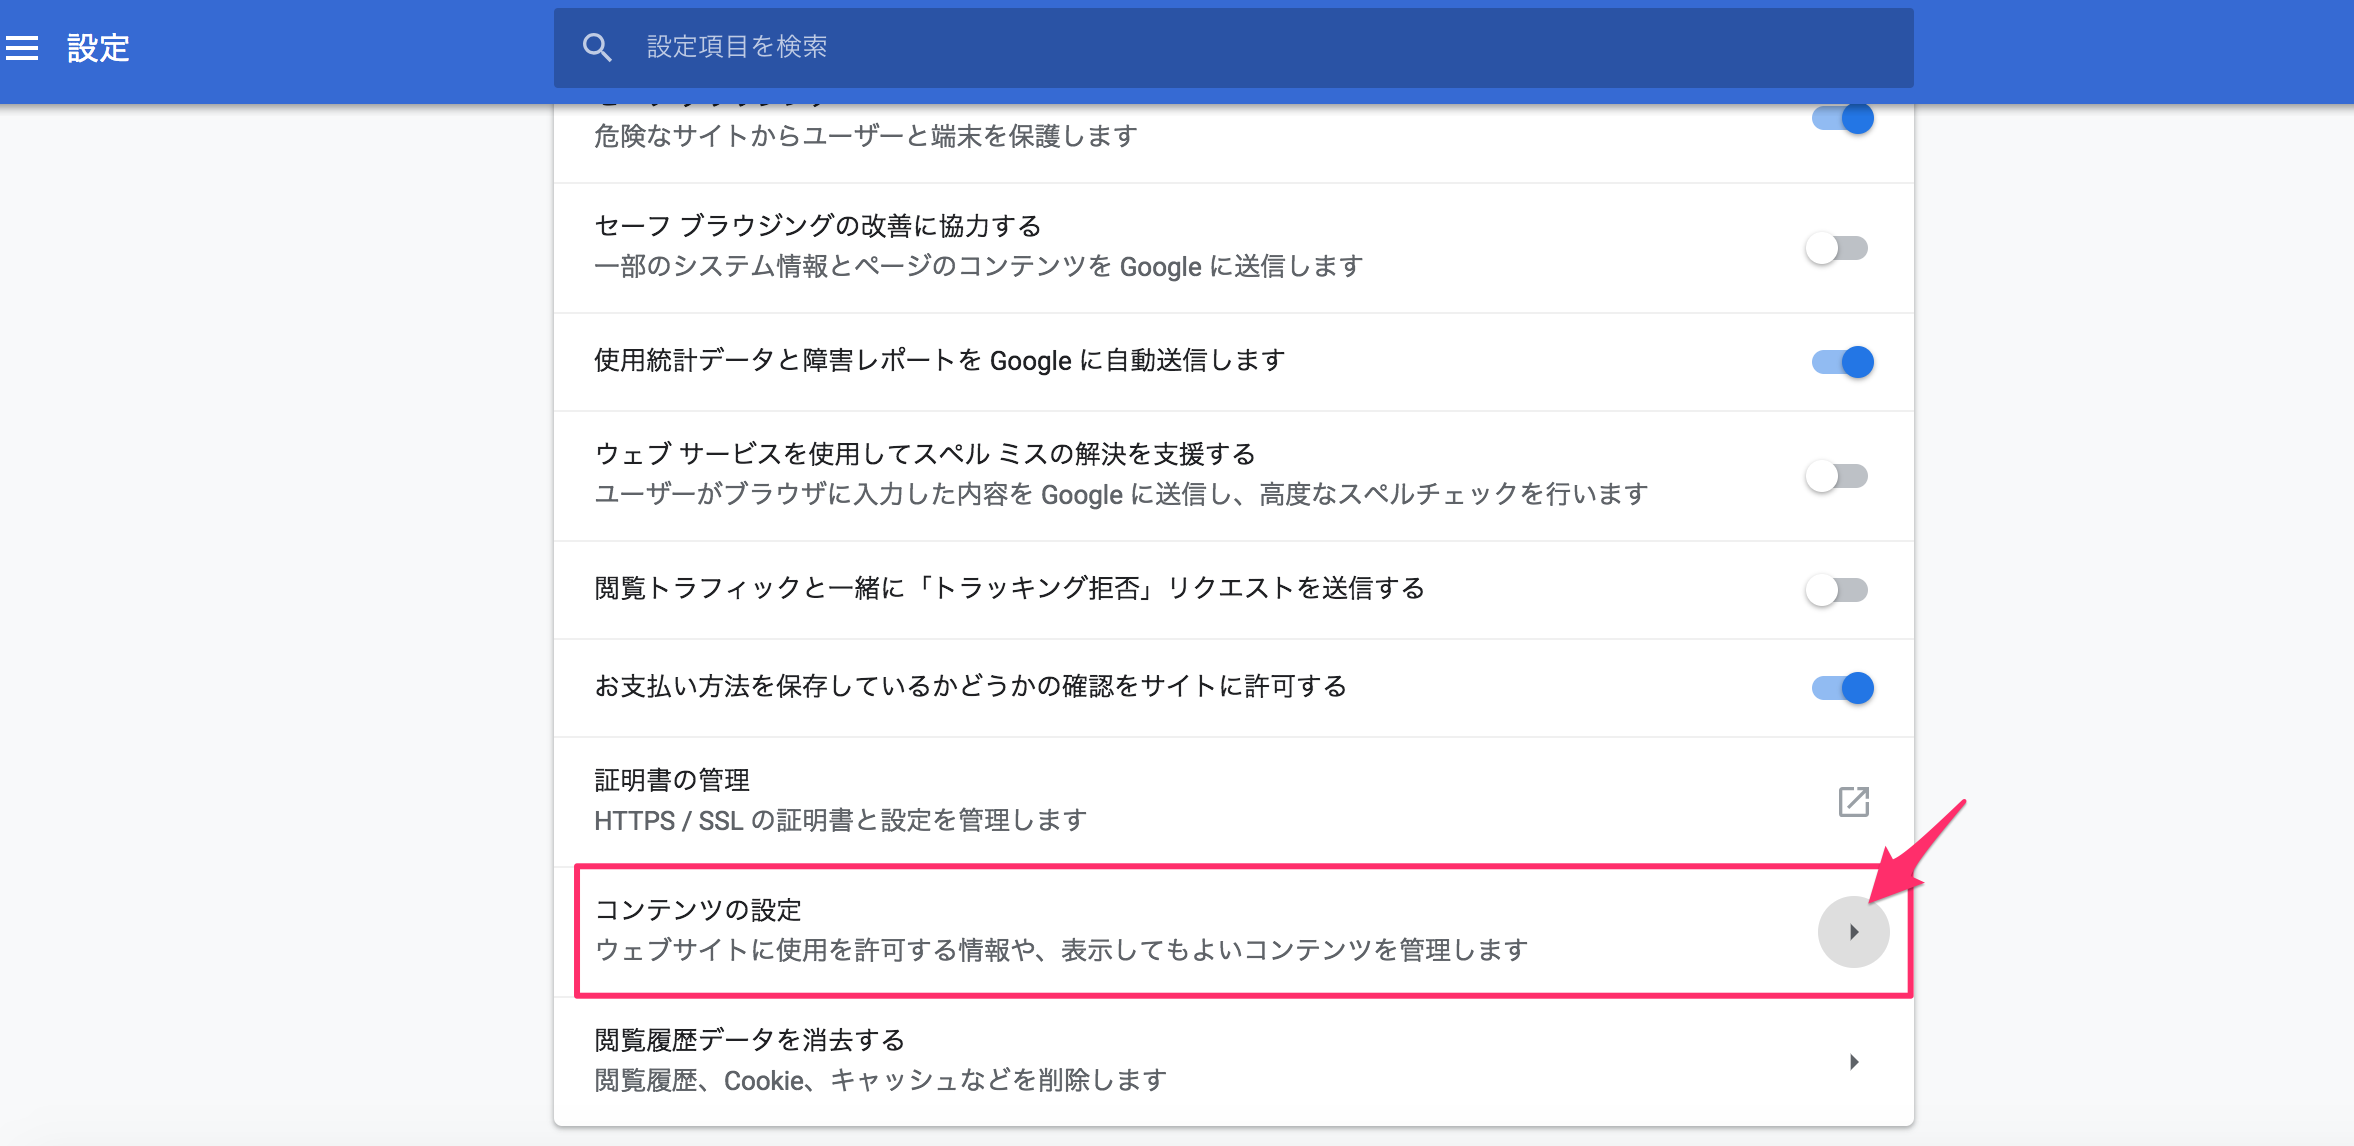 設定
設定項目を検索
危険なサイトからユーザーと端末を保護します
セーフ ブラウジングの改善に協力する
一部のシステム情報とページのコンテンツを Google に送信します
使用統計データと障害レポートを Google に自動送信します
ウェブ サービスを使用してスペル ミスの解決を支援する
ユーザーがブラウザに入力した内容を Google に送信し、高度なスペルチェックを行います
閲覧トラフィックと一緒に「トラッキング拒否」リクエストを送信する
お支払い方法を保存しているかどうかの確認をサイトに許可する
証明書の管理
HTTPS / SSL の証明書と設定を管理します
コンテンツの設定
ウェブサイトに使用を許可する情報や、表示してもよいコンテンツを管理します
閲覧履歴データを消去する
閲覧履歴、Cookie、キャッシュなどを削除します